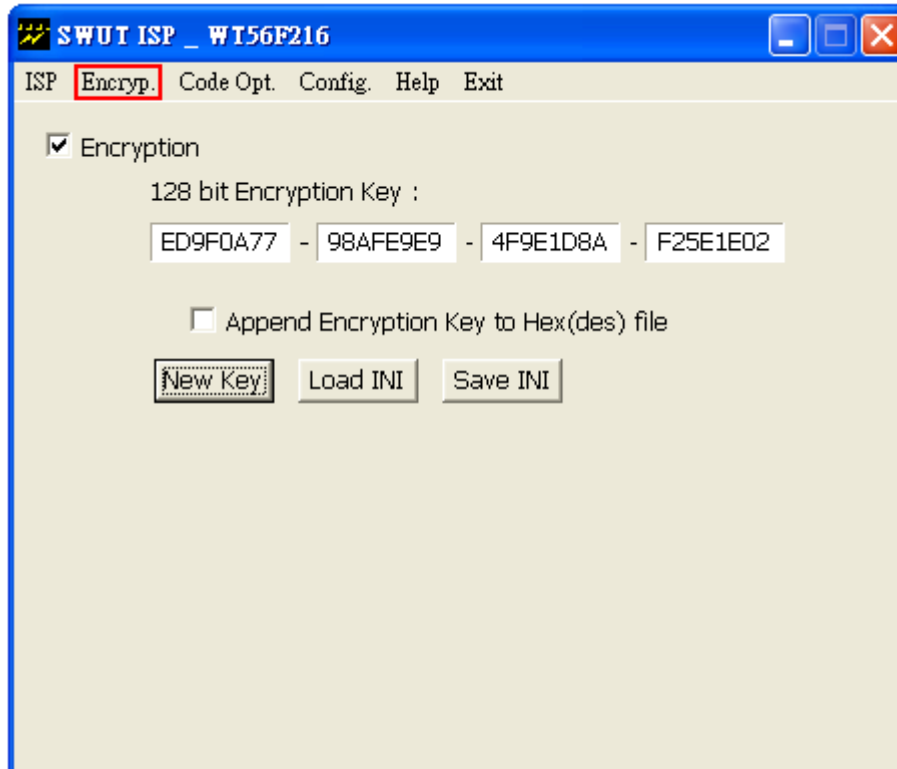 SWUT ISP _ WT56F216
ISP Encryp. Code Opt. Config. Help Exit
Encryption
128 bit Encryption Key :
ED9F0A77 - 98AFE9E9 - 4F9E1D8A - F25E1E02
Append Encryption Key to Hex(des) file
New Key Load INI Save INI